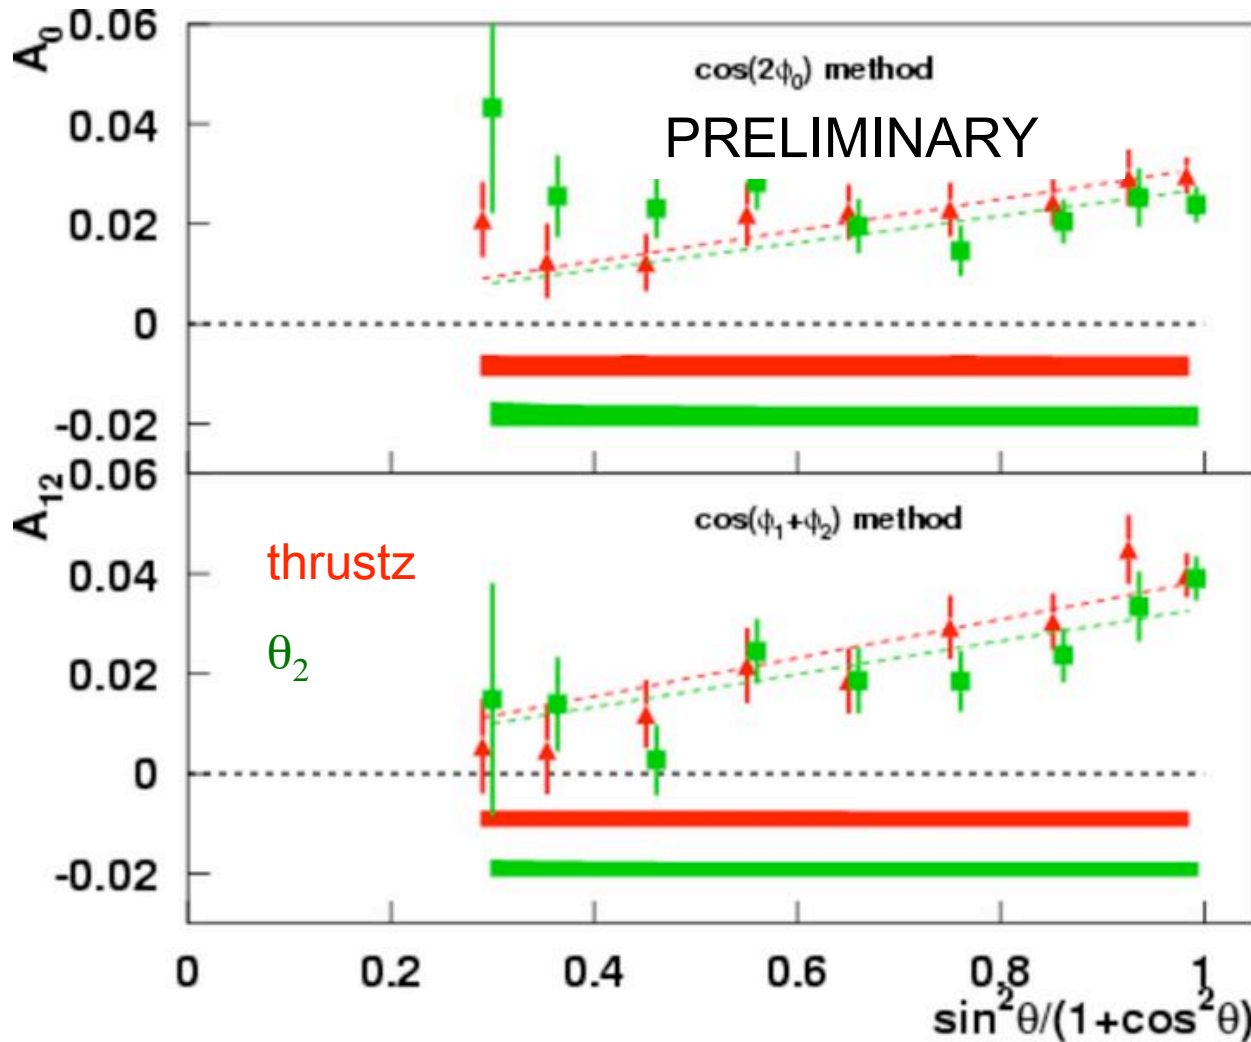 A₀
0.06
cos(2ϕ₀) method
PRELIMINARY
0.04
0.02
0
-0.02
A₁₂
0.06
cos(ϕ₁+ϕ₂) method
thrustz
0.04
θ₂
0.02
0
-0.02
0 0.2 0.4 0.6 0.8 1
sin²θ/(1+cos²θ)